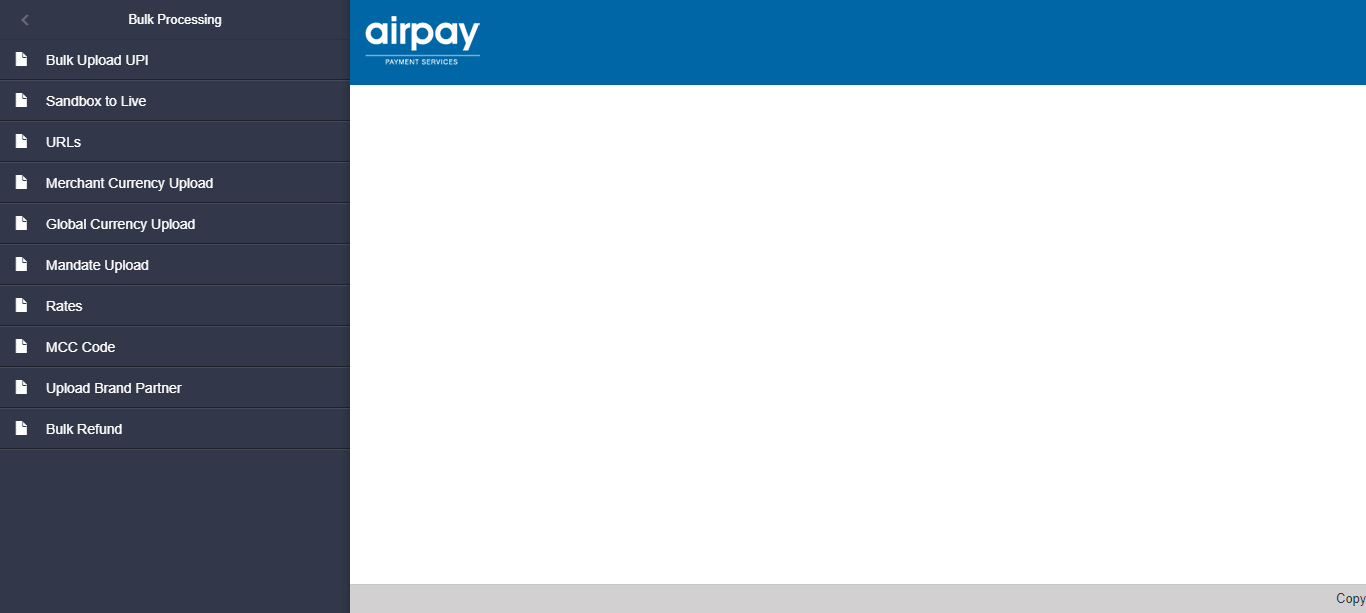 Bulk Processing
Bulk Upload UPI
Sandbox to Live
URLs
Merchant Currency Upload
Global Currency Upload
Mandate Upload
Rates
MCC Code
Upload Brand Partner
Bulk Refund
airpay
PAYMENT SERVICES
Copy